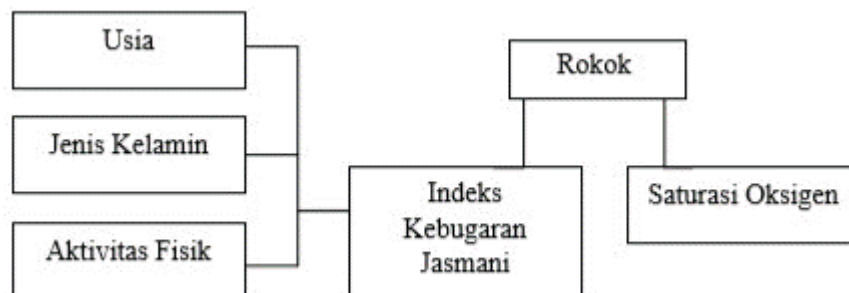 Usia
Rokok
Jenis Kelamin
Indeks
Kebugaran
Jasmani
Saturasi Oksigen
Aktivitas Fisik